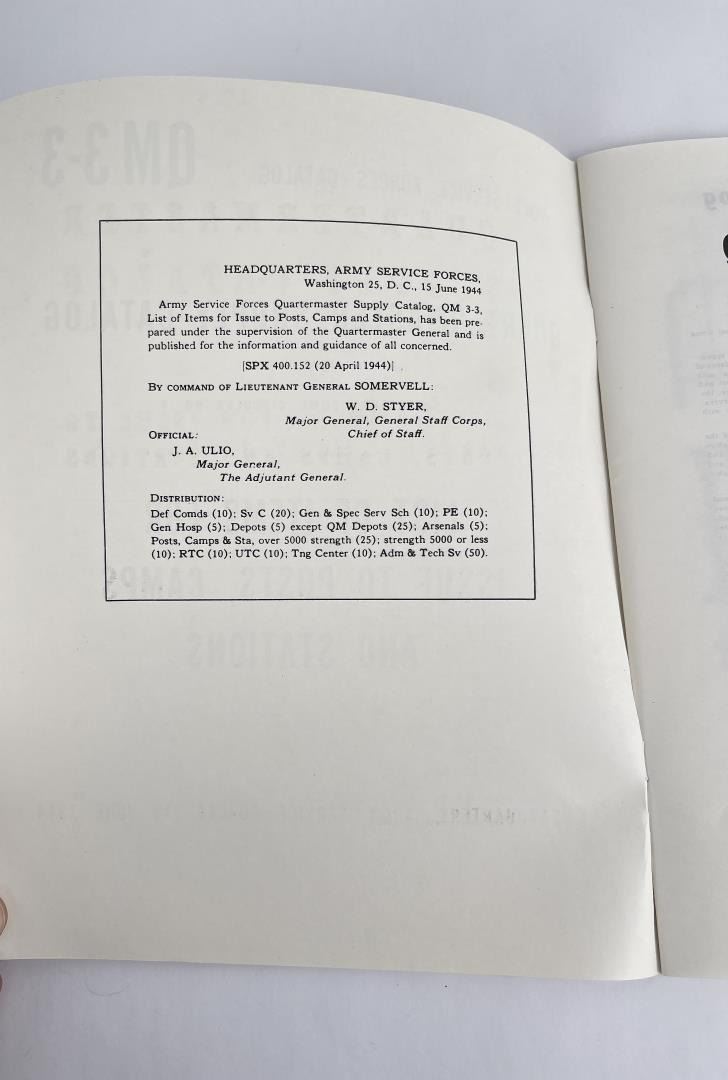 HEADQUARTERS, ARMY SERVICE FORCES,
Washington 25, D. C., 15 June 1944
Army Service Forces Quartermaster Supply Catalog, QM 3-3,
List of Items for Issue to Posts, Camps and Stations, has been pre-
pared under the supervision of the Quartermaster General and is
published for the information and guidance of all concerned.
[SPX 400.152 (20 April 1944)]
BY COMMAND OF LIEUTENANT GENERAL SOMERVELL:
W. D. STYER,
Major General, General Staff Corps,
Chief of Staff.
OFFICIAL:
J. A. ULIO,
Major General,
The Adjutant General.
DISTRIBUTION:
Def Comds (10); Sv C (20); Gen & Spec Serv Sch (10); PE (10);
Gen Hosp (5); Depots (5) except QM Depots (25); Arsenals (5);
Posts, Camps & Sta, over 5000 strength (25); strength 5000 or less
(10); RTC (10); UTC (10); Tng Center (10); Adm & Tech Sv (50).